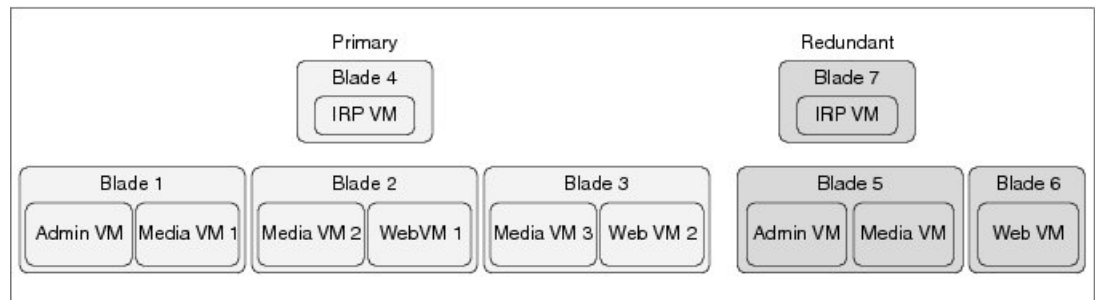 Primary
Redundant
Blade 4
Blade 7
IRP VM
IRP VM
Blade 1
Blade 2
Blade 3
Blade 5
Blade 6
Admin VM
Media VM 1
Media VM 2
WebVM 1
Media VM 3
Web VM 2
Admin VM
Media VM
Web VM